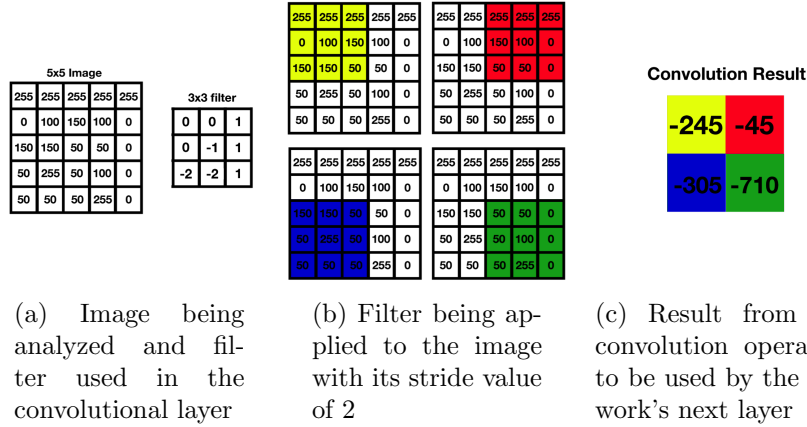 5x5 Image
255 255 255 255 255
0 100 150 100 0
150 150 50 50 0
50 255 50 100 0
50 50 50 255 0
3x3 filter
0 0 1
0 -1 1
-2 -2 1
255 255 255 255 255
0 100 150 100 0
150 150 50 50 0
50 255 50 100 0
50 50 50 255 0
255 255 255 255 255
0 100 150 100 0
150 150 50 50 0
50 255 50 100 0
50 50 50 255 0
255 255 255 255 255
0 100 150 100 0
150 150 50 50 0
50 255 50 100 0
50 50 50 255 0
255 255 255 255 255
0 100 150 100 0
150 150 50 50 0
50 255 50 100 0
50 50 50 255 0
Convolution Result
-245 -45
-305 -710
(a) Image being
analyzed and fil-
ter used in the
convolutional layer
(b) Filter being ap-
plied to the image
with its stride value
of 2
(c) Result from
convolution opera
to be used by the
work's next layer